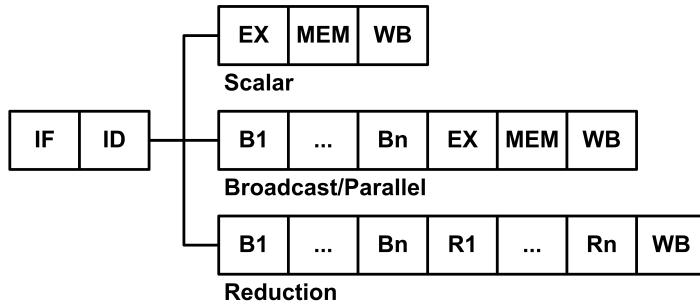 EX MEM WB
Scalar
IF ID B1 ... Bn EX MEM WB
Broadcast/Parallel
B1 ... Bn R1 ... Rn WB
Reduction